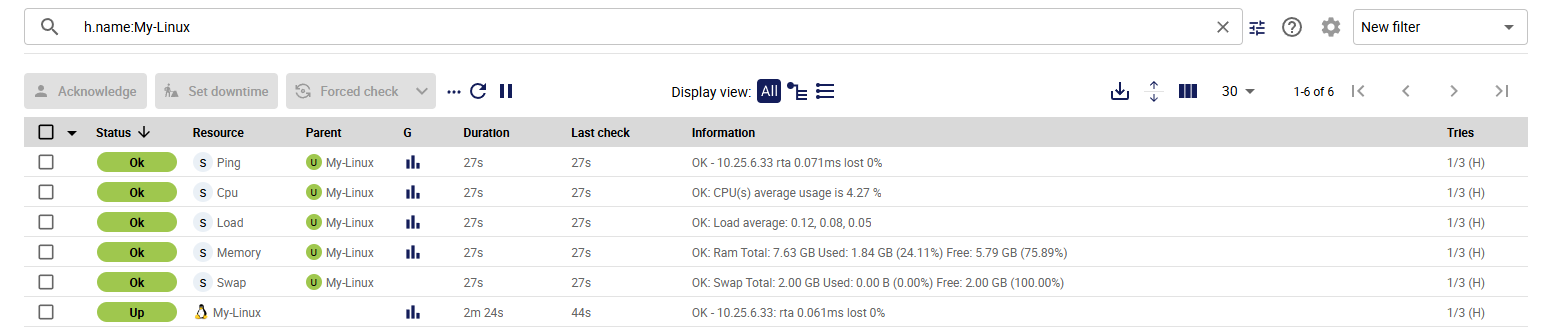 h.name:My-Linux New filter
Acknowledge Set downtime Forced check Display view: All 30 1-6 of 6
Status Resource Parent G Duration Last check Information Tries
Ok S Ping U My-Linux 27s 27s OK - 10.25.6.33 rta 0.071ms lost 0% 1/3 (H)
Ok S Cpu U My-Linux 27s 27s OK: CPU(s) average usage is 4.27 % 1/3 (H)
Ok S Load U My-Linux 27s 27s OK: Load average: 0.12, 0.08, 0.05 1/3 (H)
Ok S Memory U My-Linux 27s 27s OK: Ram Total: 7.63 GB Used: 1.84 GB (24.11%) Free: 5.79 GB (75.89%) 1/3 (H)
Ok S Swap U My-Linux 27s 27s OK: Swap Total: 2.00 GB Used: 0.00 B (0.00%) Free: 2.00 GB (100.00%) 1/3 (H)
Up My-Linux 2m 24s 44s OK - 10.25.6.33: rta 0.061ms lost 0% 1/3 (H)